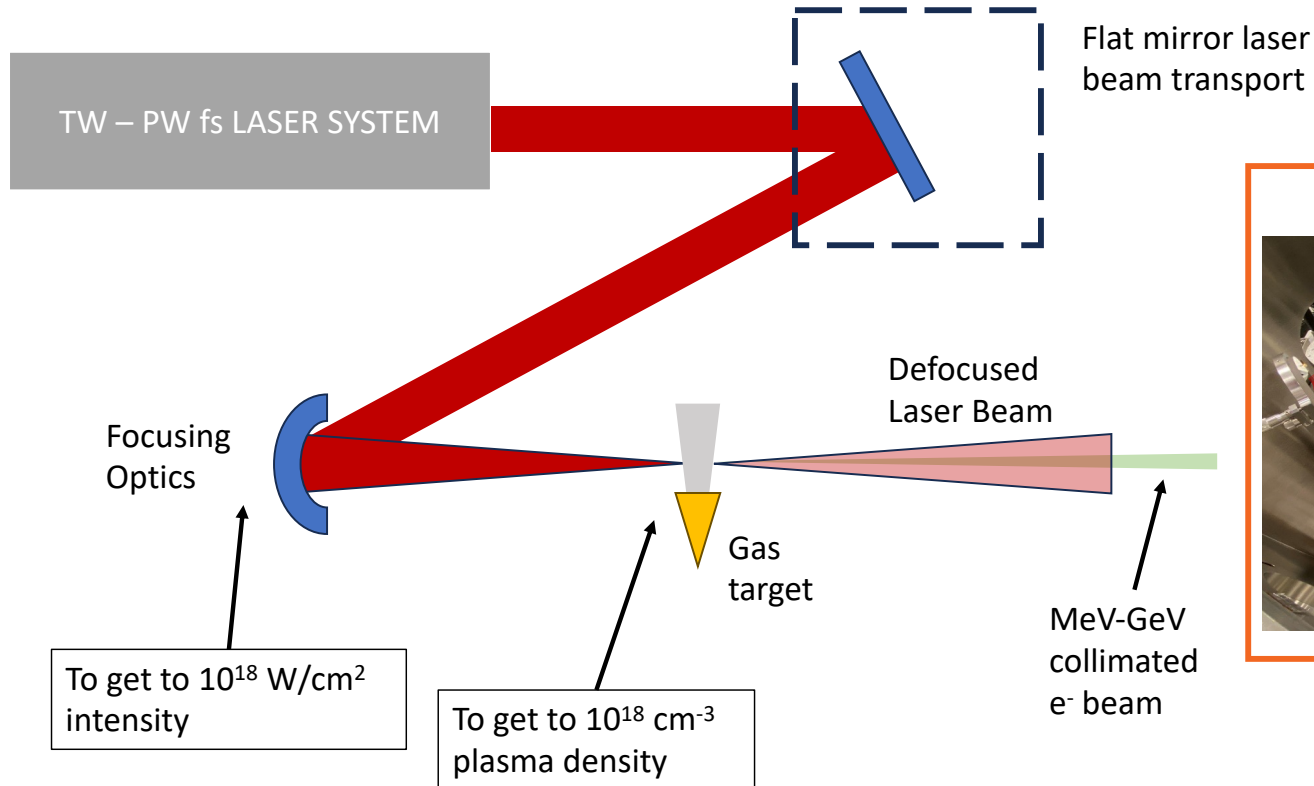 TW – PW fs LASER SYSTEM
Flat mirror laser
beam transport
Focusing
Optics
Defocused
Laser Beam
Gas
target
MeV-GeV
collimated
e⁻ beam
To get to 10¹⁸ W/cm²
intensity
To get to 10¹⁸ cm⁻³
plasma density